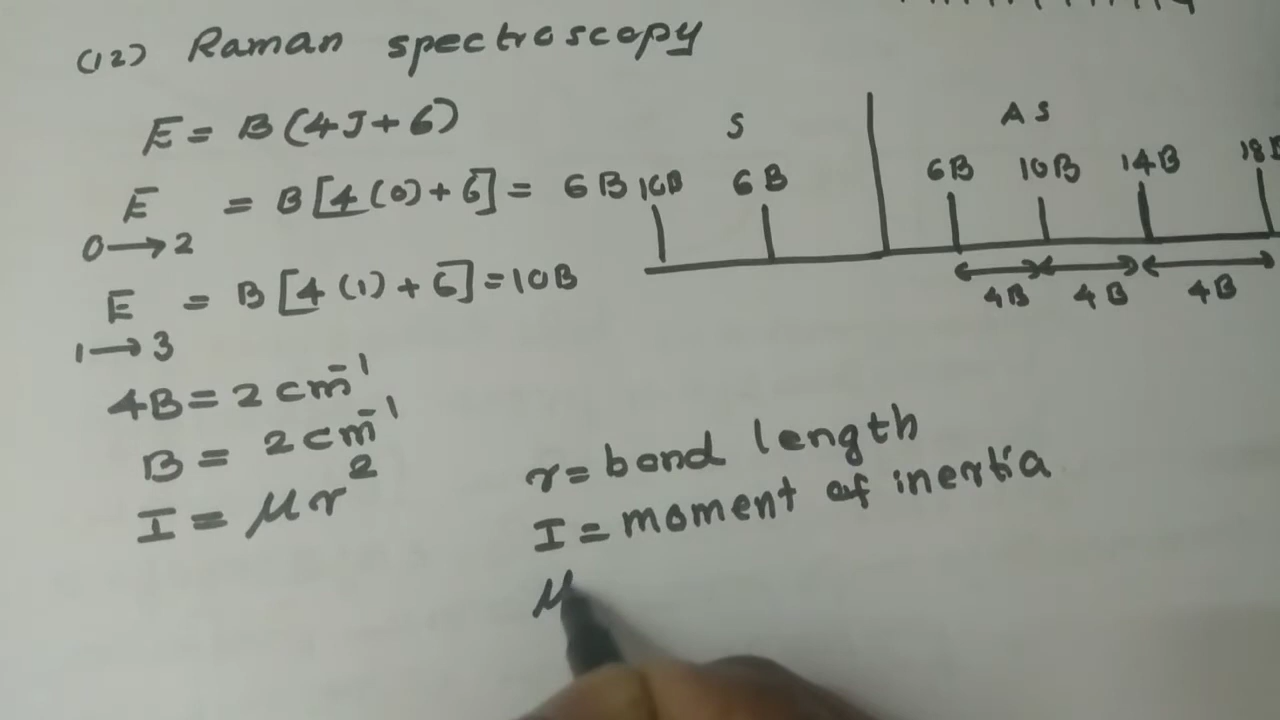 (12) Raman spectroscopy
E = B(4J+6)
E 0→2 = B[4(0)+6] = 6B
E 1→3 = B[4(1)+6]=10B
4B = 2 cm⁻¹
B = 2 cm⁻¹
I = μr²
S
AS
10B 6B 6B 10B 14B
4B 4B 4B
r = bond length
I = moment of inertia
μ